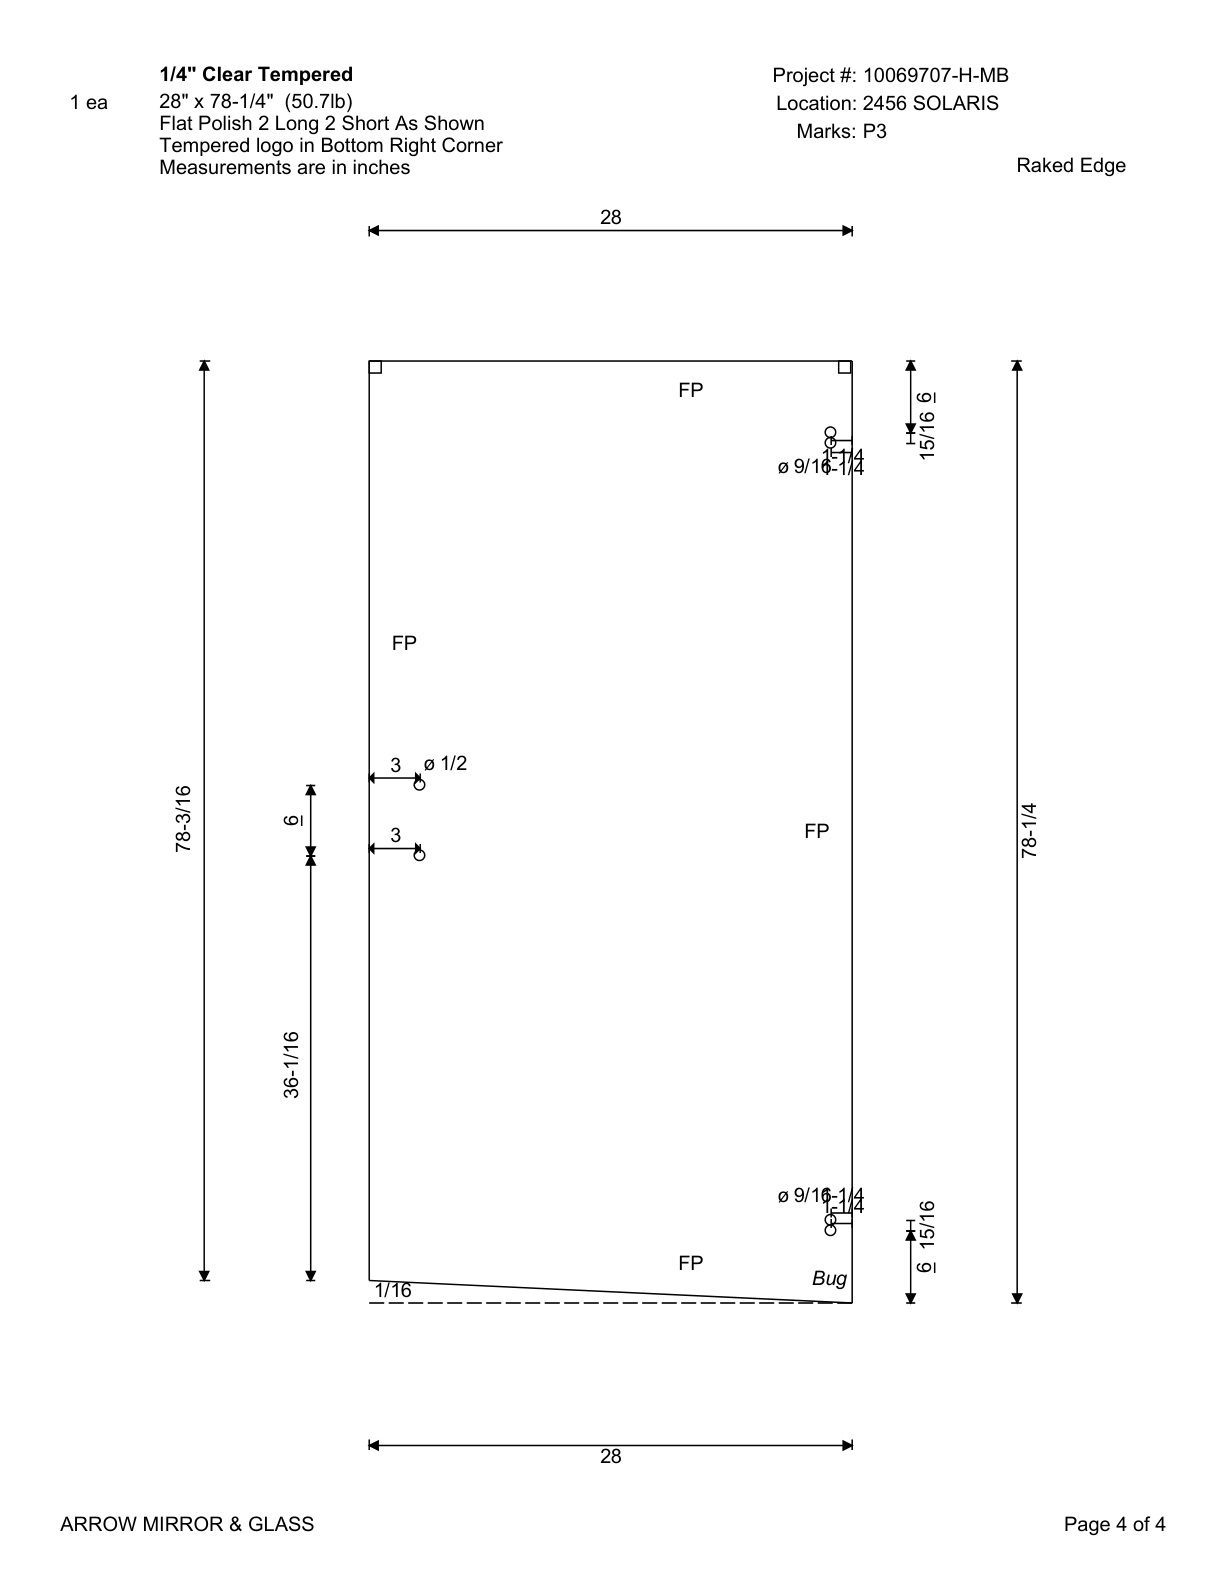 1/4" Clear Tempered
1 ea
28" x 78-1/4" (50.7lb)
Flat Polish 2 Long 2 Short As Shown
Tempered logo in Bottom Right Corner
Measurements are in inches
Project #: 10069707-H-MB
Location: 2456 SOLARIS
Marks: P3
Raked Edge
28
FP
6
15/16
1-1/4
ø 9/16
1-1/4
FP
3
ø 1/2
78-3/16
6
3
FP
78-1/4
36-1/16
ø 9/16
1-1/4
1-1/4
15/16
6
FP
Bug
1/16
28
ARROW MIRROR & GLASS
Page 4 of 4